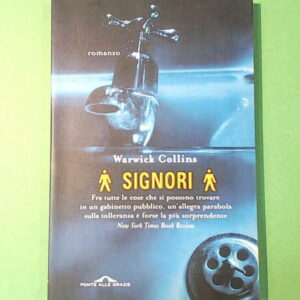 romanzo
Warwick Collins
SIGNORI
Fra tutte le cose che si possono trovare
in un gabinetto pubblico, un'allegra parabola
sulla tolleranza è forse la più sorprendente
New York Times Book Review
PONTE ALLE GRAZIE